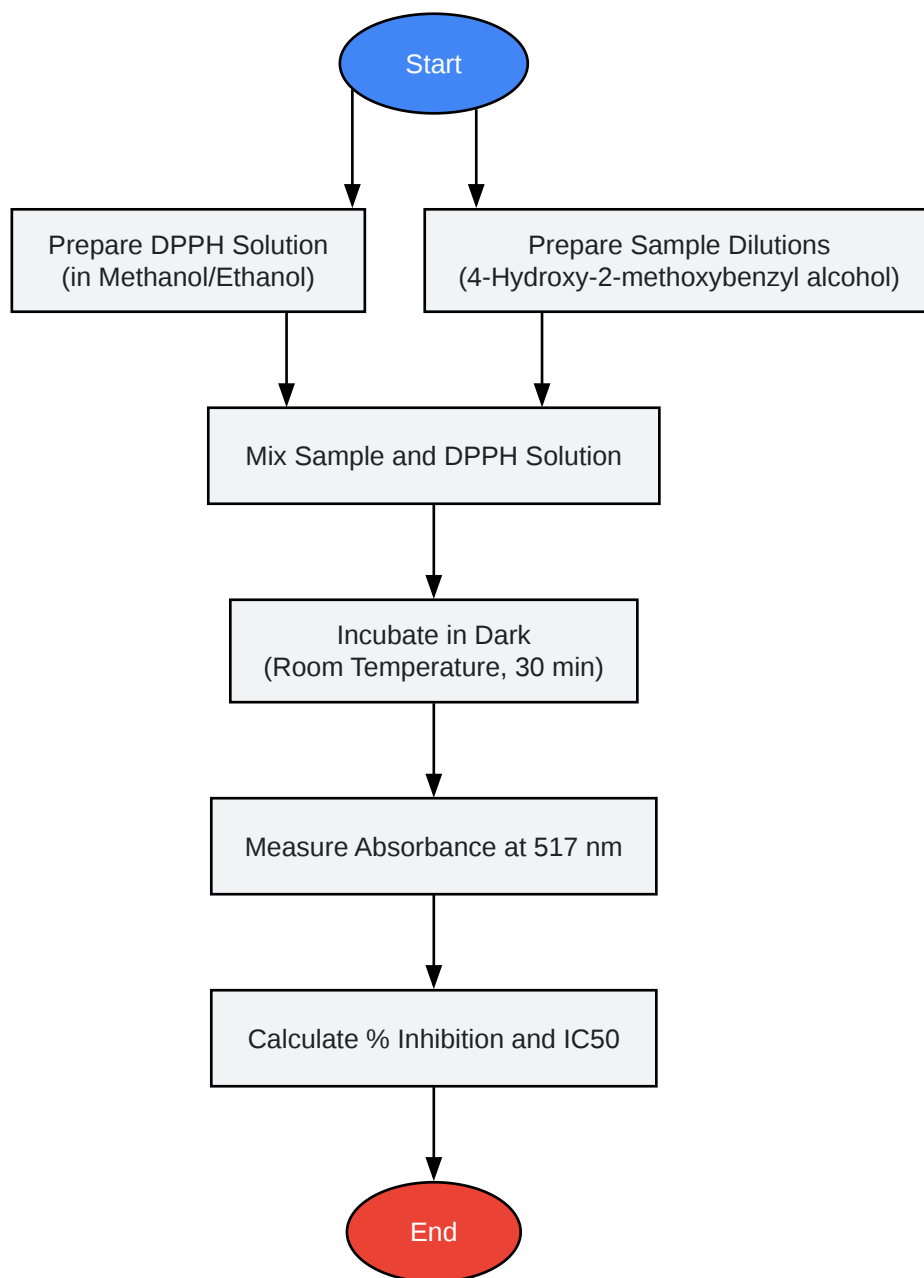 Start
Prepare DPPH Solution
(in Methanol/Ethanol)
Prepare Sample Dilutions
(4-Hydroxy-2-methoxybenzyl alcohol)
Mix Sample and DPPH Solution
Incubate in Dark
(Room Temperature, 30 min)
Measure Absorbance at 517 nm
Calculate % Inhibition and IC50
End